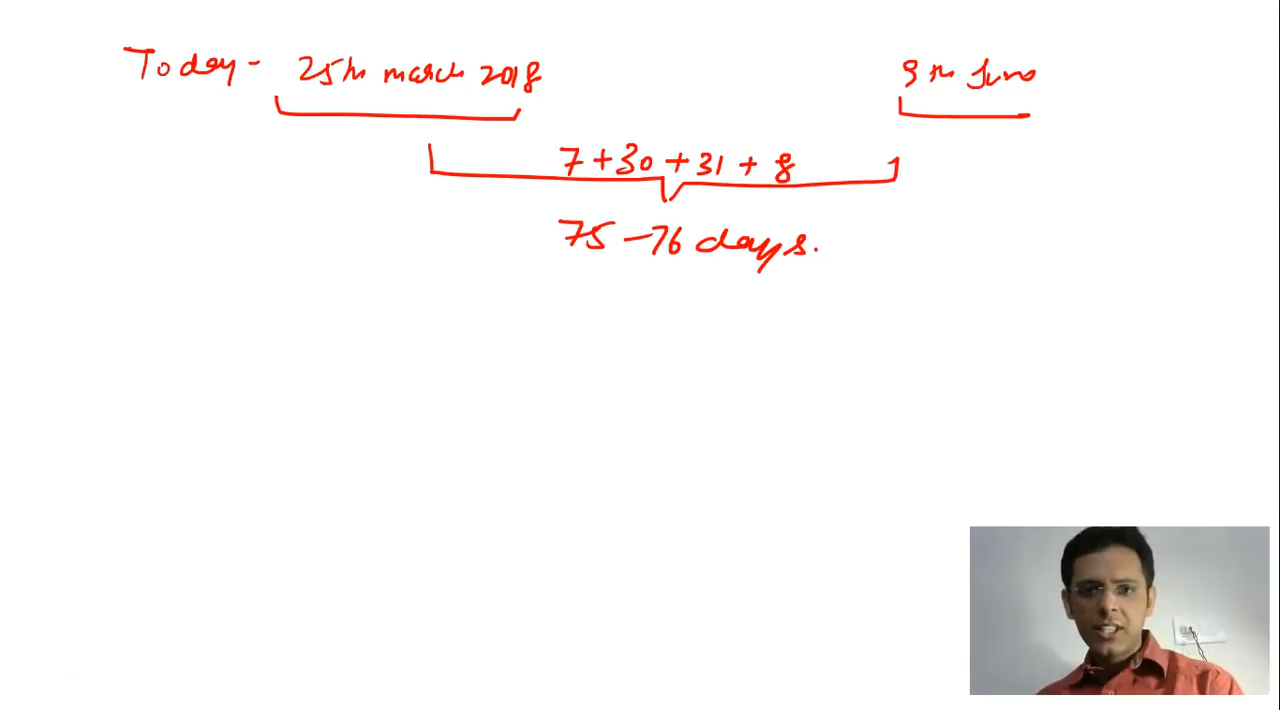 Today - 25th march 2018
9th June
7 + 30 + 31 + 8
75 - 76 days.